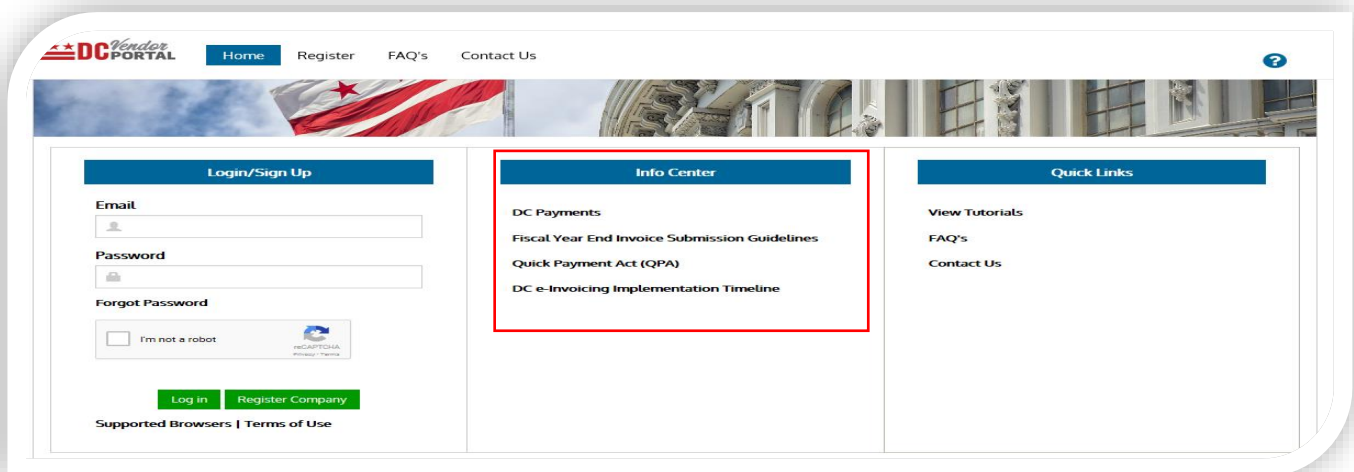 DC Vendor PORTAL
Home Register FAQ's Contact Us
?
Login/Sign Up
Email
Password
Forgot Password
I'm not a robot
reCAPTCHA
Privacy - Terms
Log in Register Company
Supported Browsers | Terms of Use
Info Center
DC Payments
Fiscal Year End Invoice Submission Guidelines
Quick Payment Act (QPA)
DC e-Invoicing Implementation Timeline
Quick Links
View Tutorials
FAQ's
Contact Us